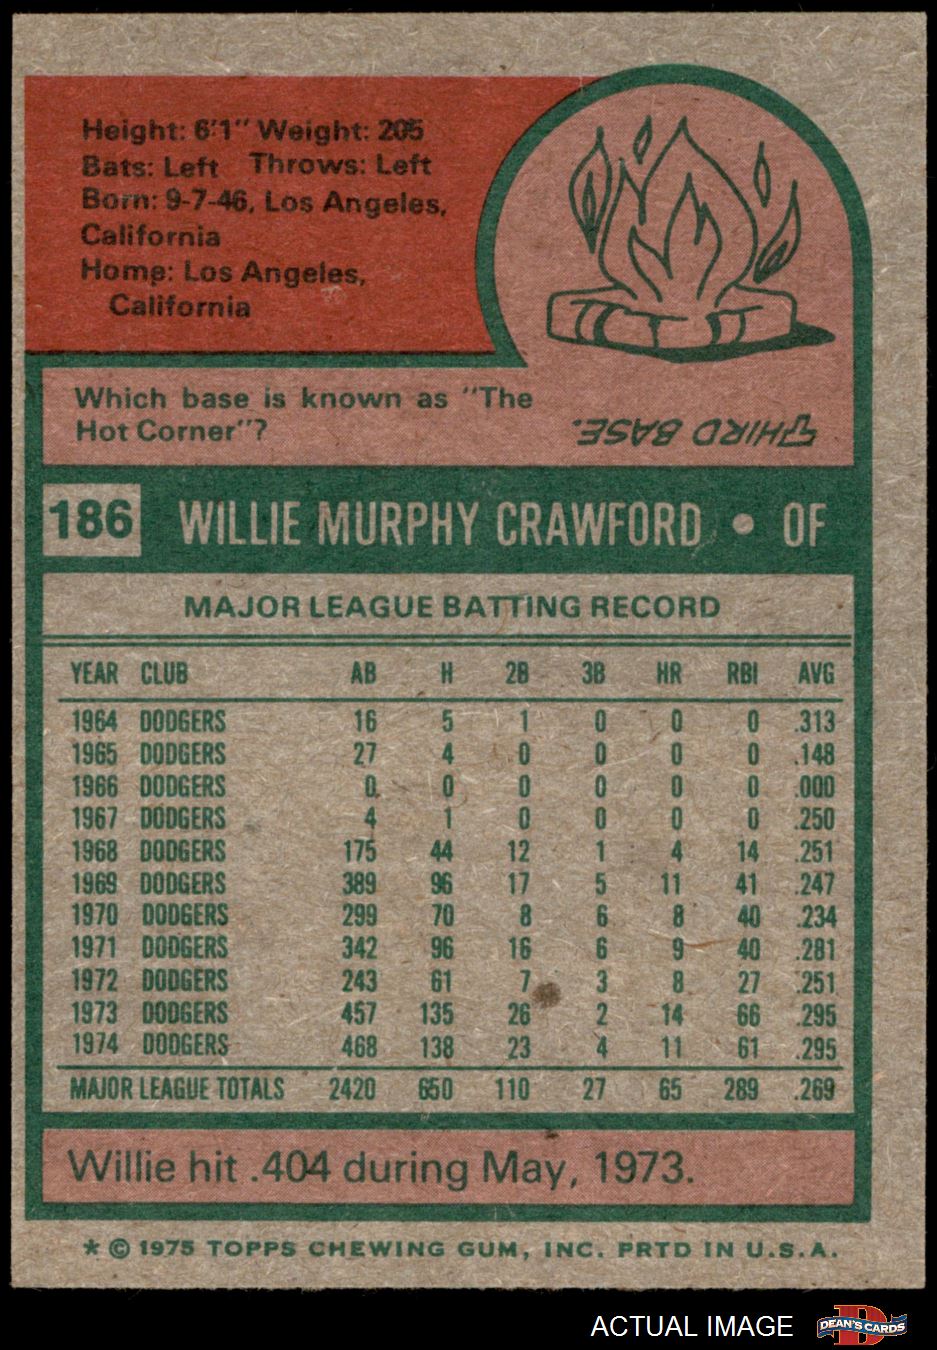 Height: 6'1" Weight: 205
Bats: Left Throws: Left
Born: 9-7-46, Los Angeles,
California
Home: Los Angeles,
California
Which base is known as "The
Hot Corner"?
THIRD BASE.
186 WILLIE MURPHY CRAWFORD • OF
MAJOR LEAGUE BATTING RECORD
YEAR CLUB AB H 2B 3B HR RBI AVG
1964 DODGERS 16 5 1 0 0 0 .313
1965 DODGERS 27 4 0 0 0 0 .148
1966 DODGERS 0 0 0 0 0 0 .000
1967 DODGERS 4 1 0 0 0 0 .250
1968 DODGERS 175 44 12 1 4 14 .251
1969 DODGERS 389 96 17 5 11 41 .247
1970 DODGERS 299 70 8 6 8 40 .234
1971 DODGERS 342 96 16 6 9 40 .281
1972 DODGERS 243 61 7 3 8 27 .251
1973 DODGERS 457 135 26 2 14 66 .295
1974 DODGERS 468 138 23 4 11 61 .295
MAJOR LEAGUE TOTALS 2420 650 110 27 65 289 .269
Willie hit .404 during May, 1973.
* © 1975 TOPPS CHEWING GUM, INC. PRTD IN U.S.A.
ACTUAL IMAGE
D
DEAN'S CARDS